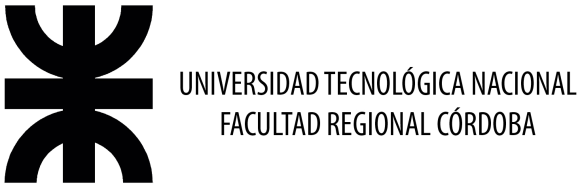 UNIVERSIDAD TECNOLÓGICA NACIONAL
FACULTAD REGIONAL CÓRDOBA